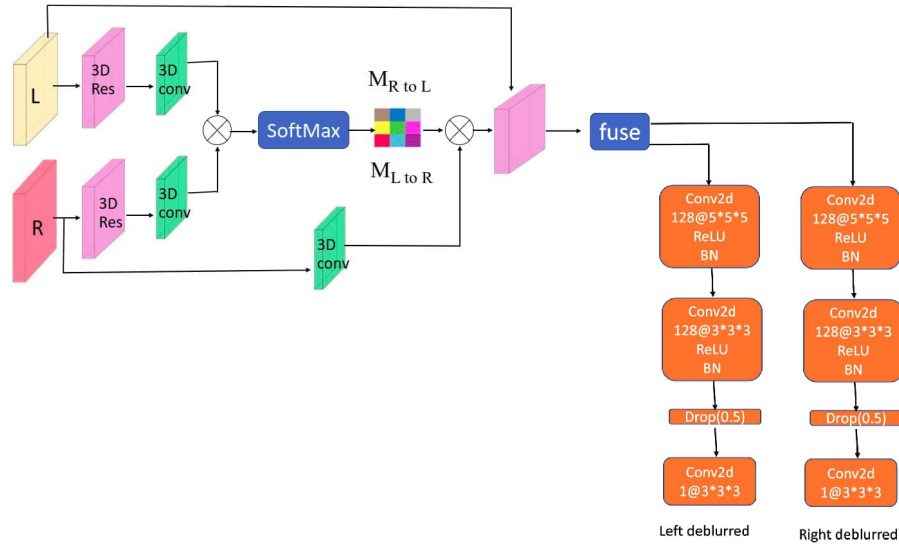 L
3D
Res
3D
conv
R
3D
Res
3D
conv
3D
conv
SoftMax
M R to L
M L to R
fuse
Conv2d
128@5*5*5
ReLU
BN
Conv2d
128@3*3*3
ReLU
BN
Drop(0.5)
Conv2d
1@3*3*3
Left deblurred
Conv2d
128@5*5*5
ReLU
BN
Conv2d
128@3*3*3
ReLU
BN
Drop(0.5)
Conv2d
1@3*3*3
Right deblurred